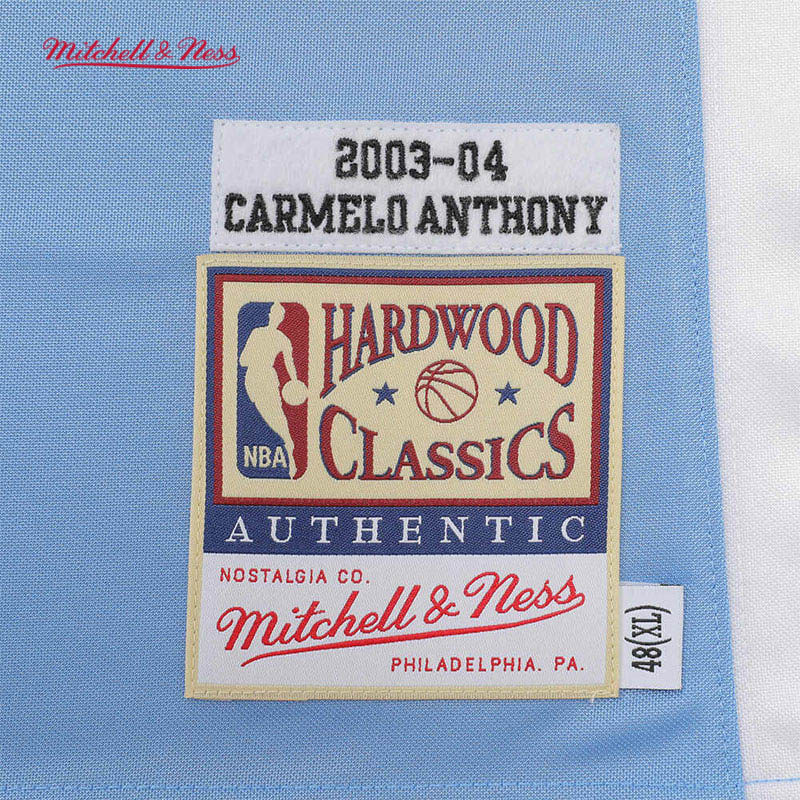 Mitchell & Ness
2003-04
CARMELO ANTHONY
HARDWOOD
CLASSICS
NBA
AUTHENTIC
NOSTALGIA CO.
Mitchell & Ness
PHILADELPHIA. PA.
48(XL)